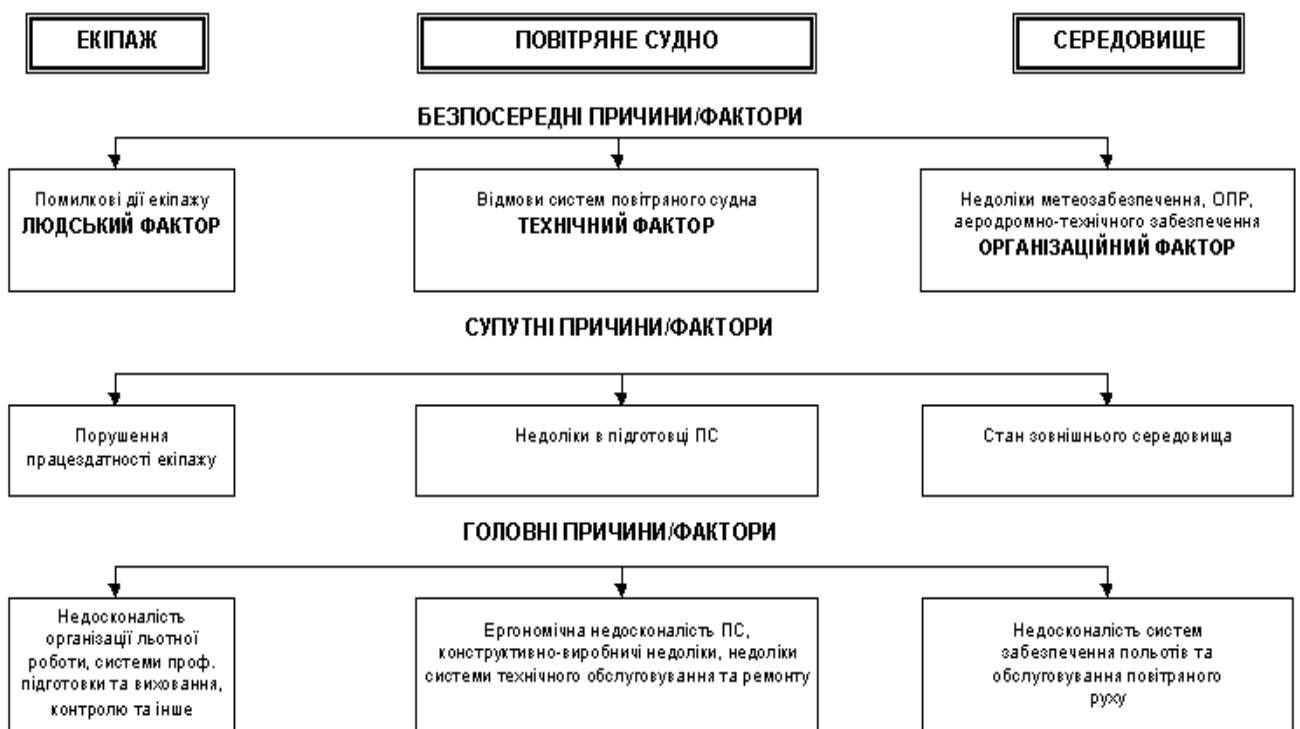 ЕКІПАЖ
ПОВІТРЯНЕ СУДНО
СЕРЕДОВИЩЕ
БЕЗПОСЕРЕДНІ ПРИЧИНИ/ФАКТОРИ
Помилкові дії екіпажу
ЛЮДСЬКИЙ ФАКТОР
Відмови систем повітряного судна
ТЕХНІЧНИЙ ФАКТОР
Недоліки метеозабезпечення, ОПР,
аеродромно-технічного забезпечення
ОРГАНІЗАЦІЙНИЙ ФАКТОР
СУПУТНІ ПРИЧИНИ/ФАКТОРИ
Порушення
працездатності екіпажу
Недоліки в підготовці ПС
Стан зовнішнього середовища
ГОЛОВНІ ПРИЧИНИ/ФАКТОРИ
Недосконалість
організації льотної
роботи, системи проф.
підготовки та виховання,
контролю та інше
Ергономічна недосконалість ПС,
конструктивно-виробничі недоліки, недоліки
системи технічного обслуговування та ремонту
Недосконалість систем
забезпечення польотів та
обслуговування повітряного
руху